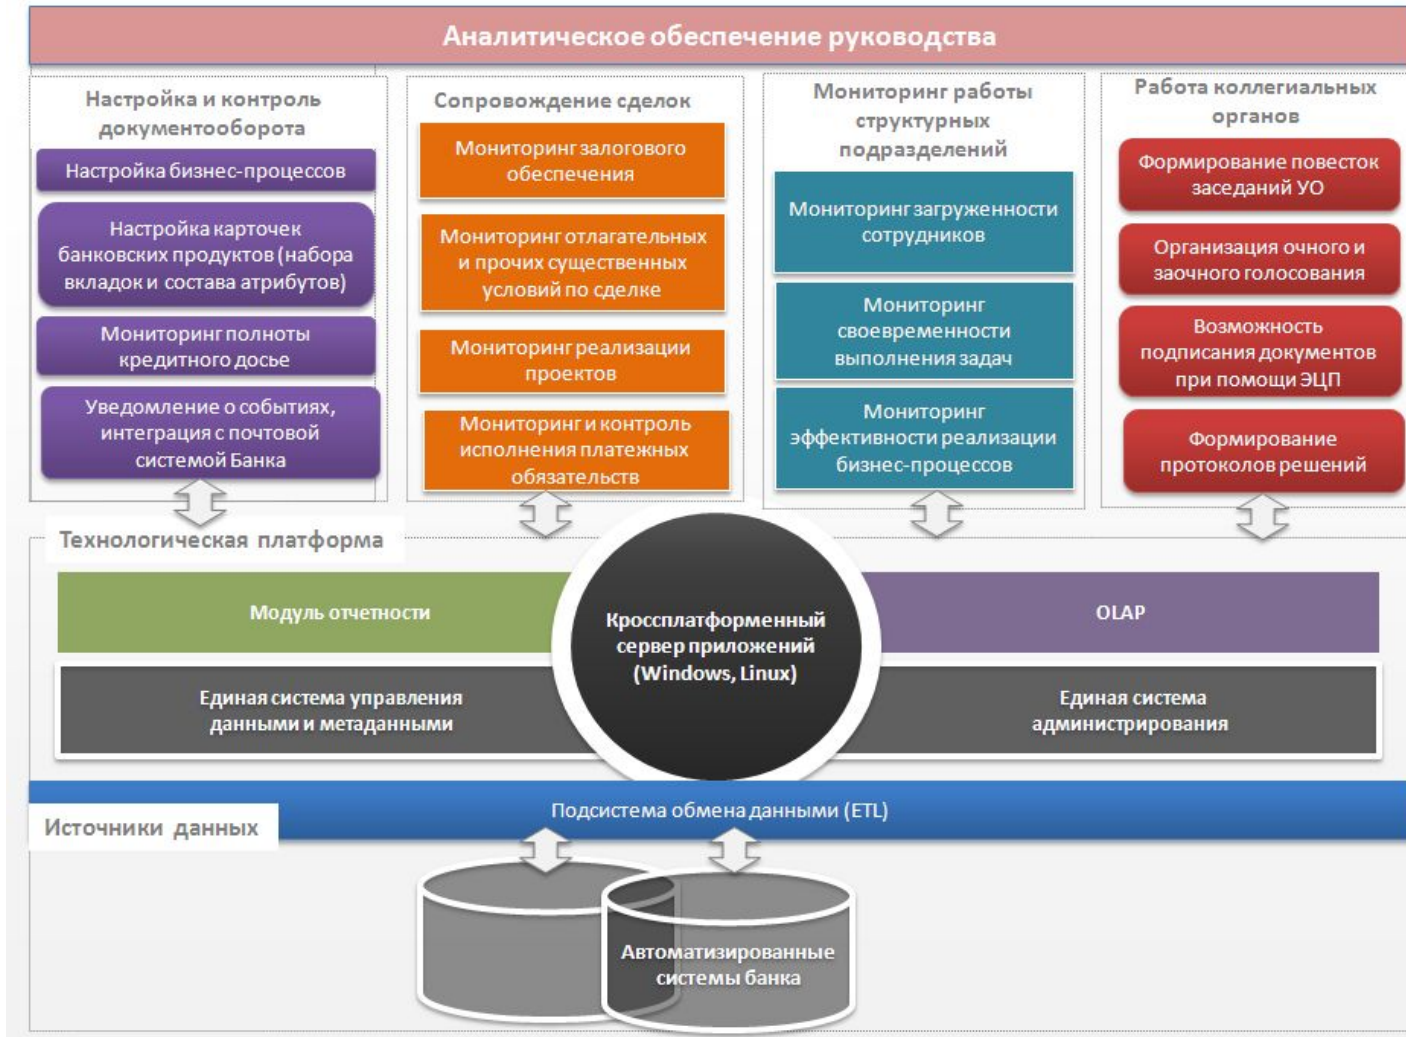 Аналитическое обеспечение руководства
Настройка и контроль
документооборота
Настройка бизнес-процессов
Настройка карточек
банковских продуктов (набора
вкладок и состава атрибутов)
Мониторинг полноты
кредитного досье
Уведомление о событиях,
интеграция с почтовой
системой Банка
Сопровождение сделок
Мониторинг залогового
обеспечения
Мониторинг отлагательных
и прочих существенных
условий по сделке
Мониторинг реализации
проектов
Мониторинг и контроль
исполнения платежных
обязательств
Мониторинг работы
структурных
подразделений
Мониторинг загруженности
сотрудников
Мониторинг
своевременности
выполнения задач
Мониторинг
эффективности реализации
бизнес-процессов
Работа коллегиальных
органов
Формирование повесток
заседаний УО
Организация очного и
заочного голосования
Возможность
подписания документов
при помощи ЭЦП
Формирование
протоколов решений
Технологическая платформа
Модуль отчетности
Кроссплатформенный
сервер приложений
(Windows, Linux)
OLAP
Единая система управления
данными и метаданными
Единая система
администрирования
Подсистема обмена данными (ETL)
Источники данных
Автоматизированные
системы банка